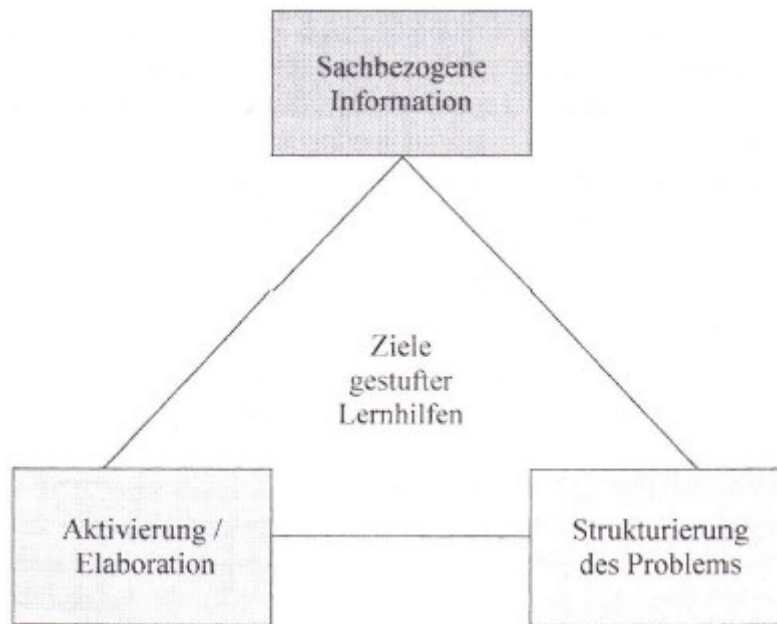 Sachbezogene
Information
Ziele
gestufter
Lernhilfen
Aktivierung /
Elaboration
Strukturierung
des Problems